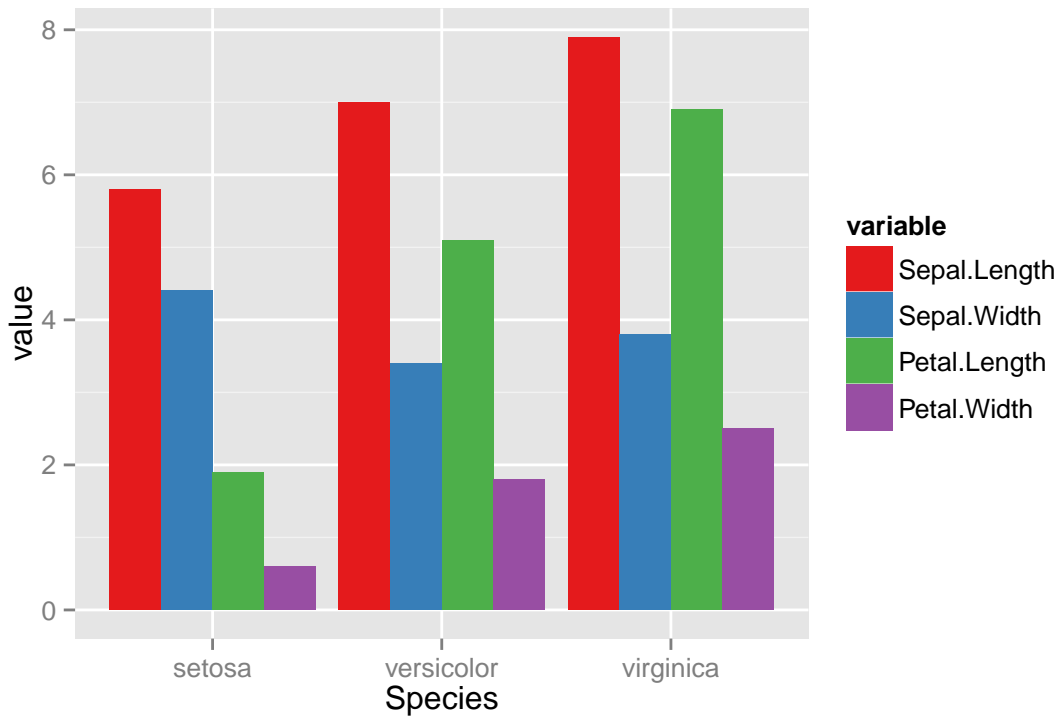 8
6
4
2
0
value
setosa
versicolor
virginica
Species
variable
Sepal.Length
Sepal.Width
Petal.Length
Petal.Width